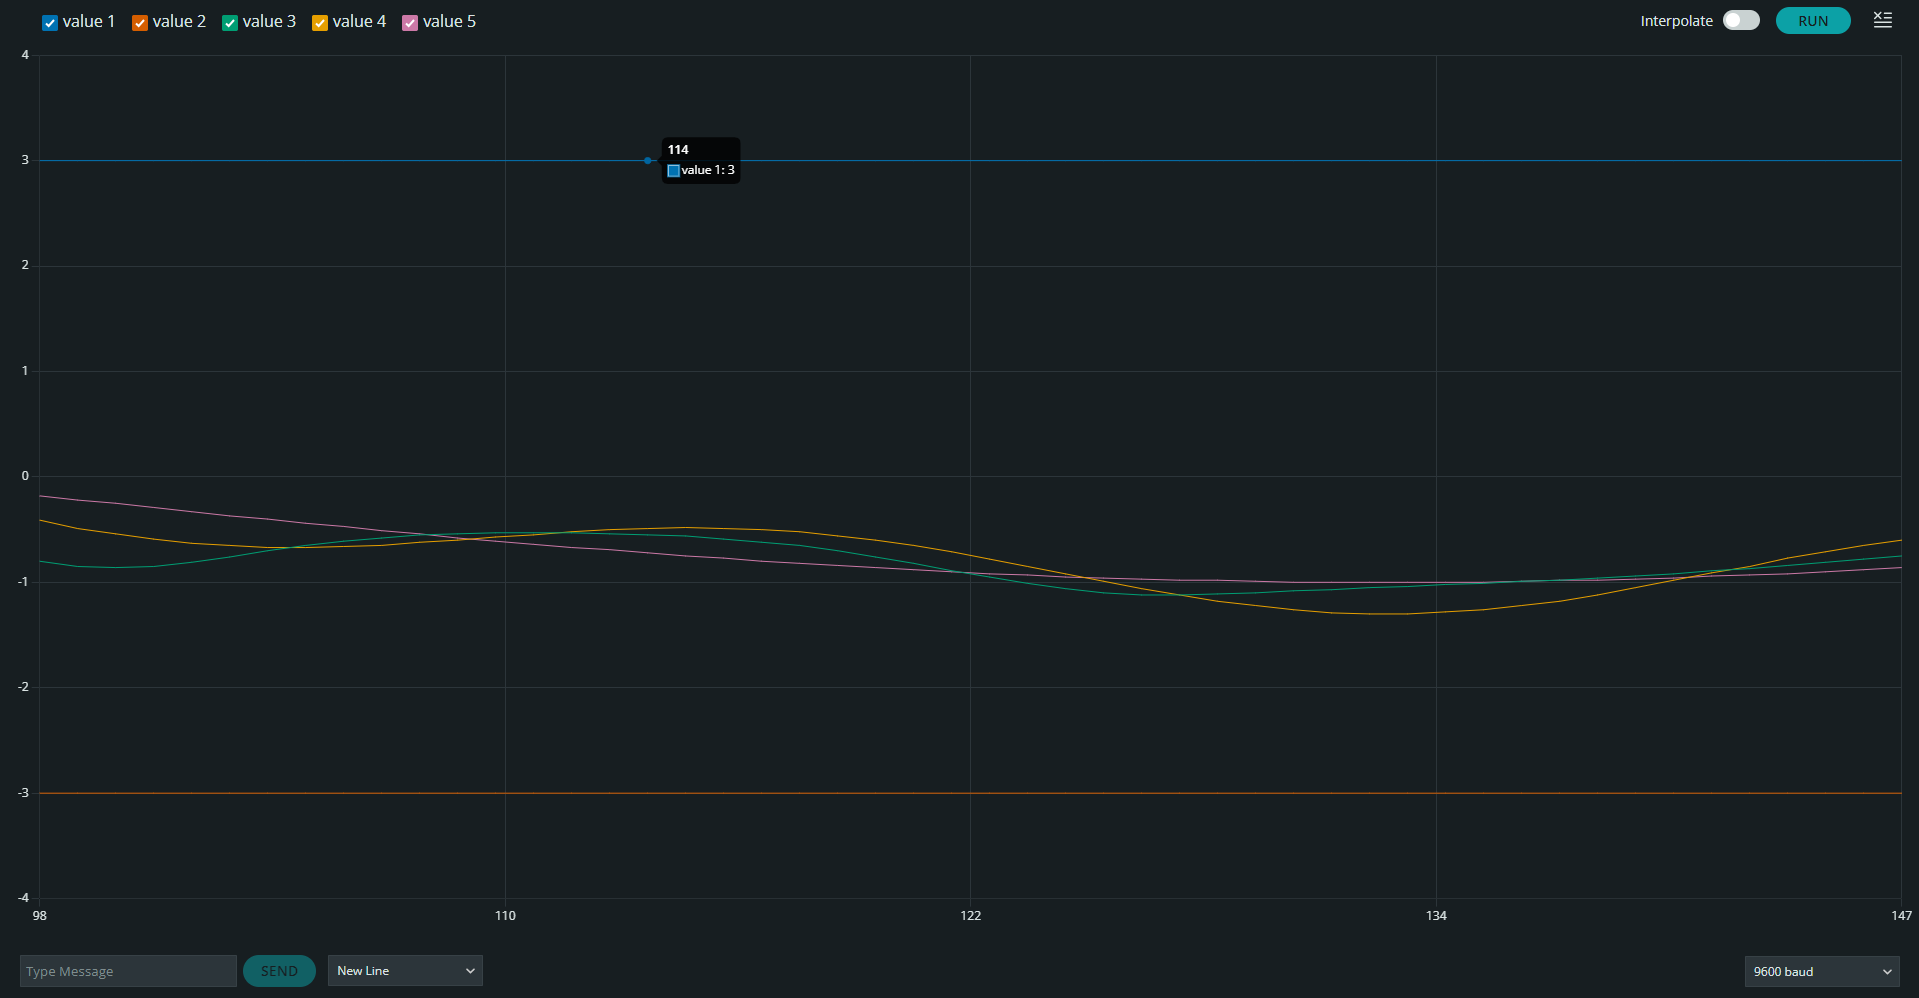 value 1 value 2 value 3 value 4 value 5 Interpolate RUN
4
3
114
value 1: 3
2
1
0
-1
-2
-3
-4
98 110 122 134 147
Type Message SEND New Line 9600 baud